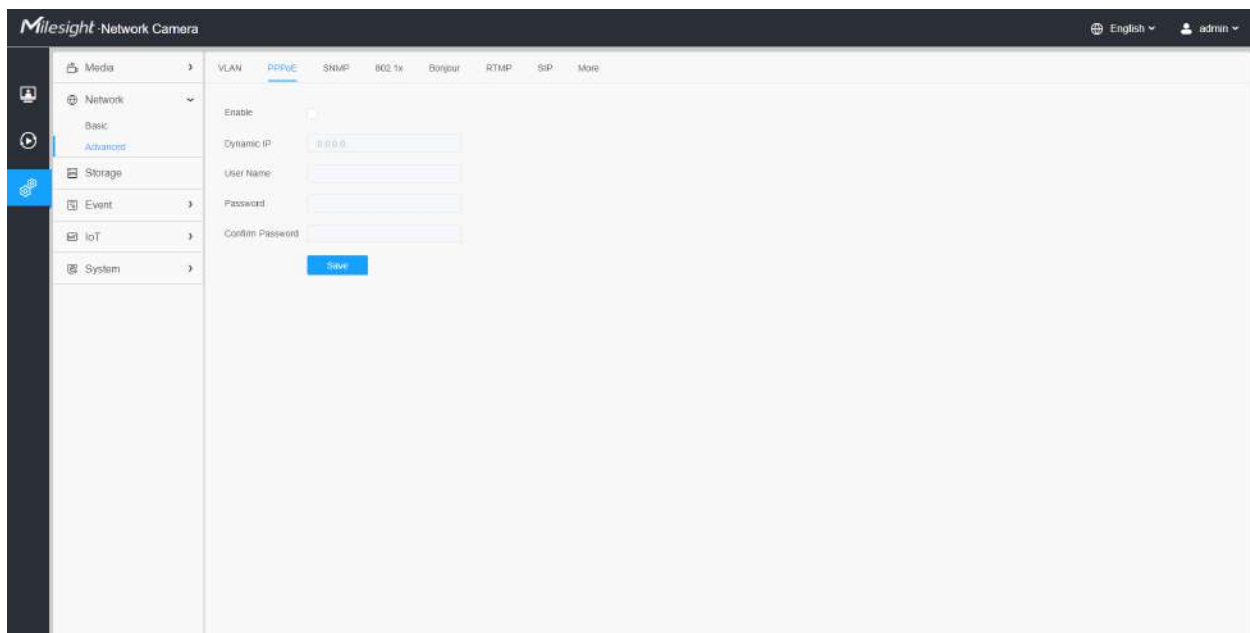 Milesight -Network Camera
English
admin
Media
Network
Basic
Advanced
Storage
Event
IoT
System
VLAN PPPoE SNMP 802.1x Bonjour RTMP SIP More
Enable
Dynamic IP 0.0.0.0
User Name
Password
Confirm Password
Save